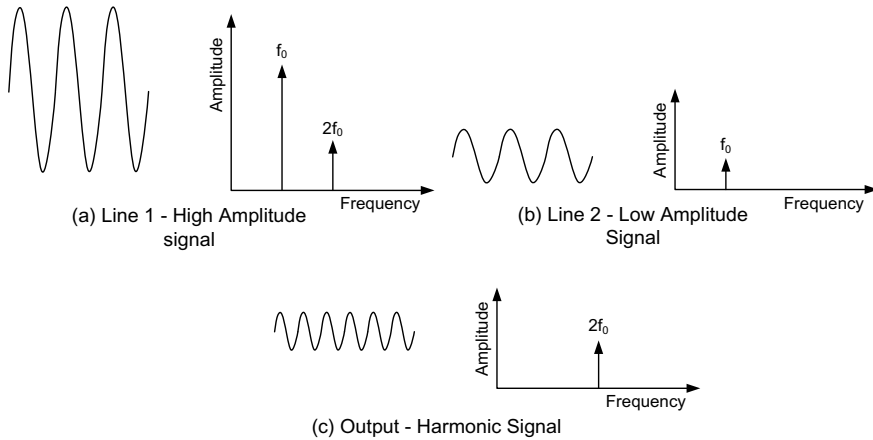 Amplitude
f₀
2f₀
Frequency
(a) Line 1 - High Amplitude
signal
Amplitude
f₀
Frequency
(b) Line 2 - Low Amplitude
Signal
Amplitude
2f₀
Frequency
(c) Output - Harmonic Signal